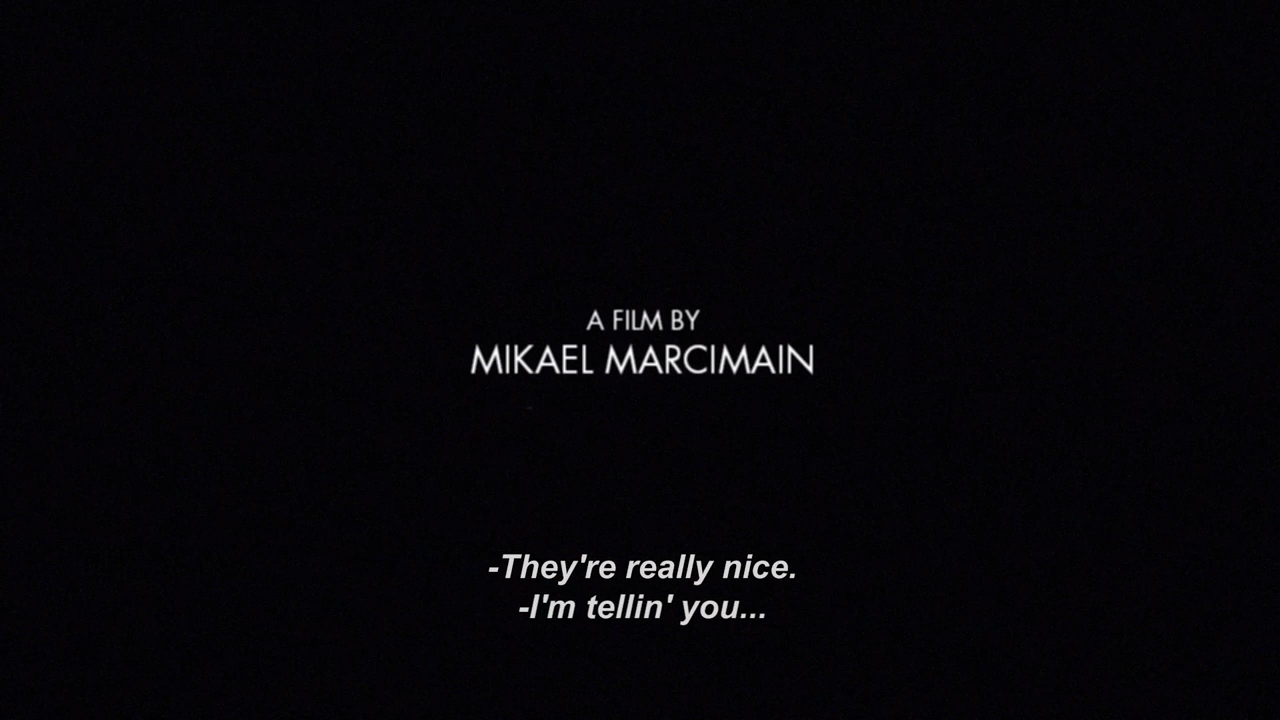 A FILM BY
MIKAEL MARCIMAIN
-They're really nice.
-I'm tellin' you...